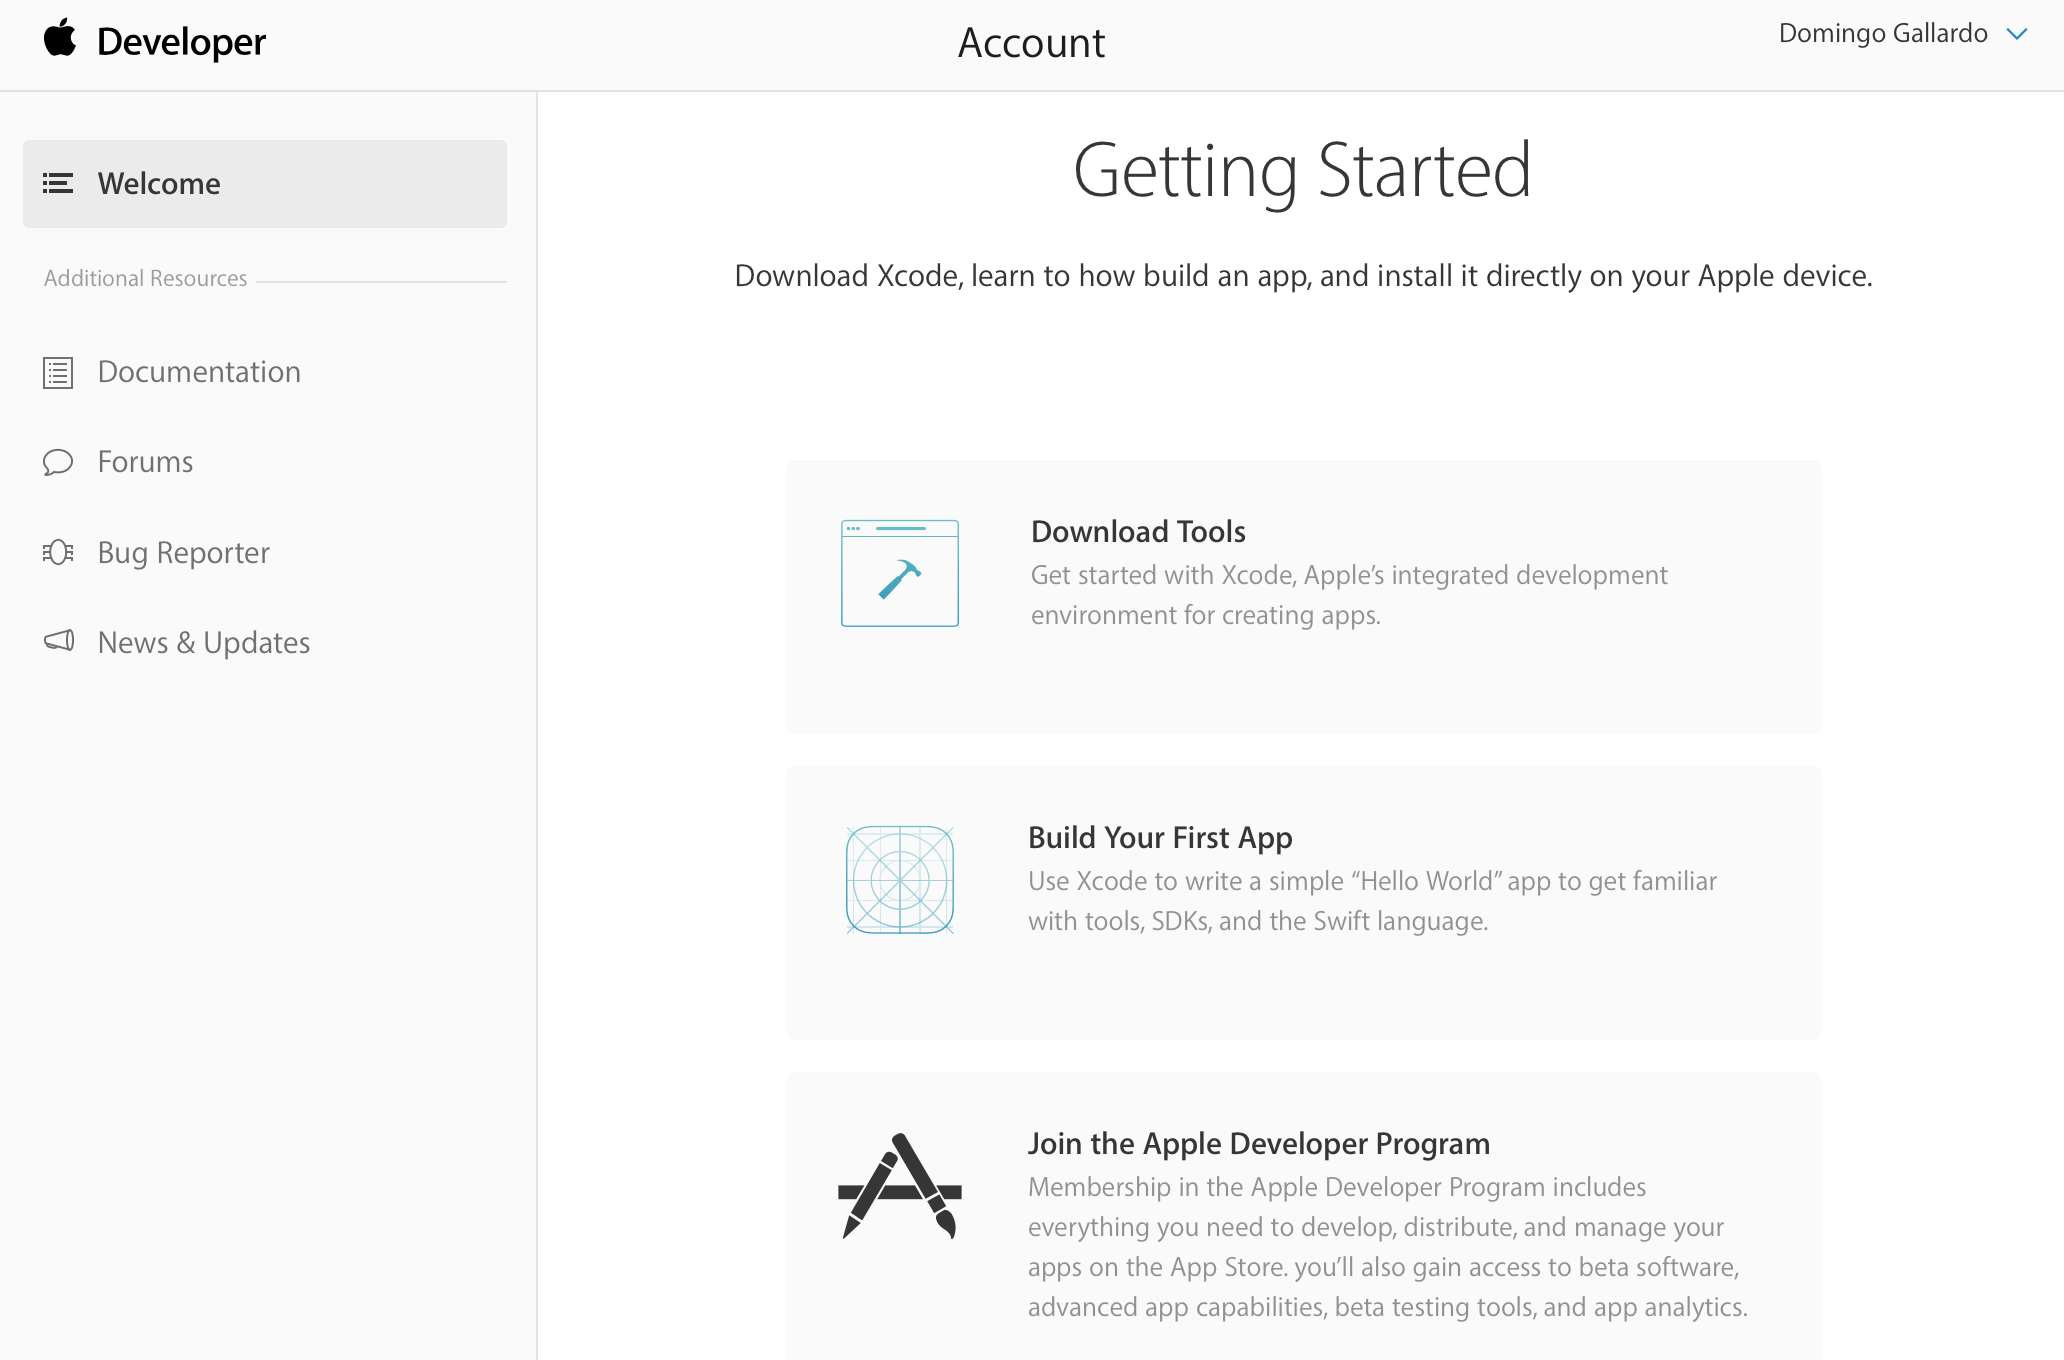 Developer
Account
Domingo Gallardo
Welcome
Additional Resources
Documentation
Forums
Bug Reporter
News & Updates
Getting Started
Download Xcode, learn to how build an app, and install it directly on your Apple device.
Download Tools
Get started with Xcode, Apple’s integrated development
environment for creating apps.
Build Your First App
Use Xcode to write a simple “Hello World” app to get familiar
with tools, SDKs, and the Swift language.
Join the Apple Developer Program
Membership in the Apple Developer Program includes
everything you need to develop, distribute, and manage your
apps on the App Store. you’ll also gain access to beta software,
advanced app capabilities, beta testing tools, and app analytics.